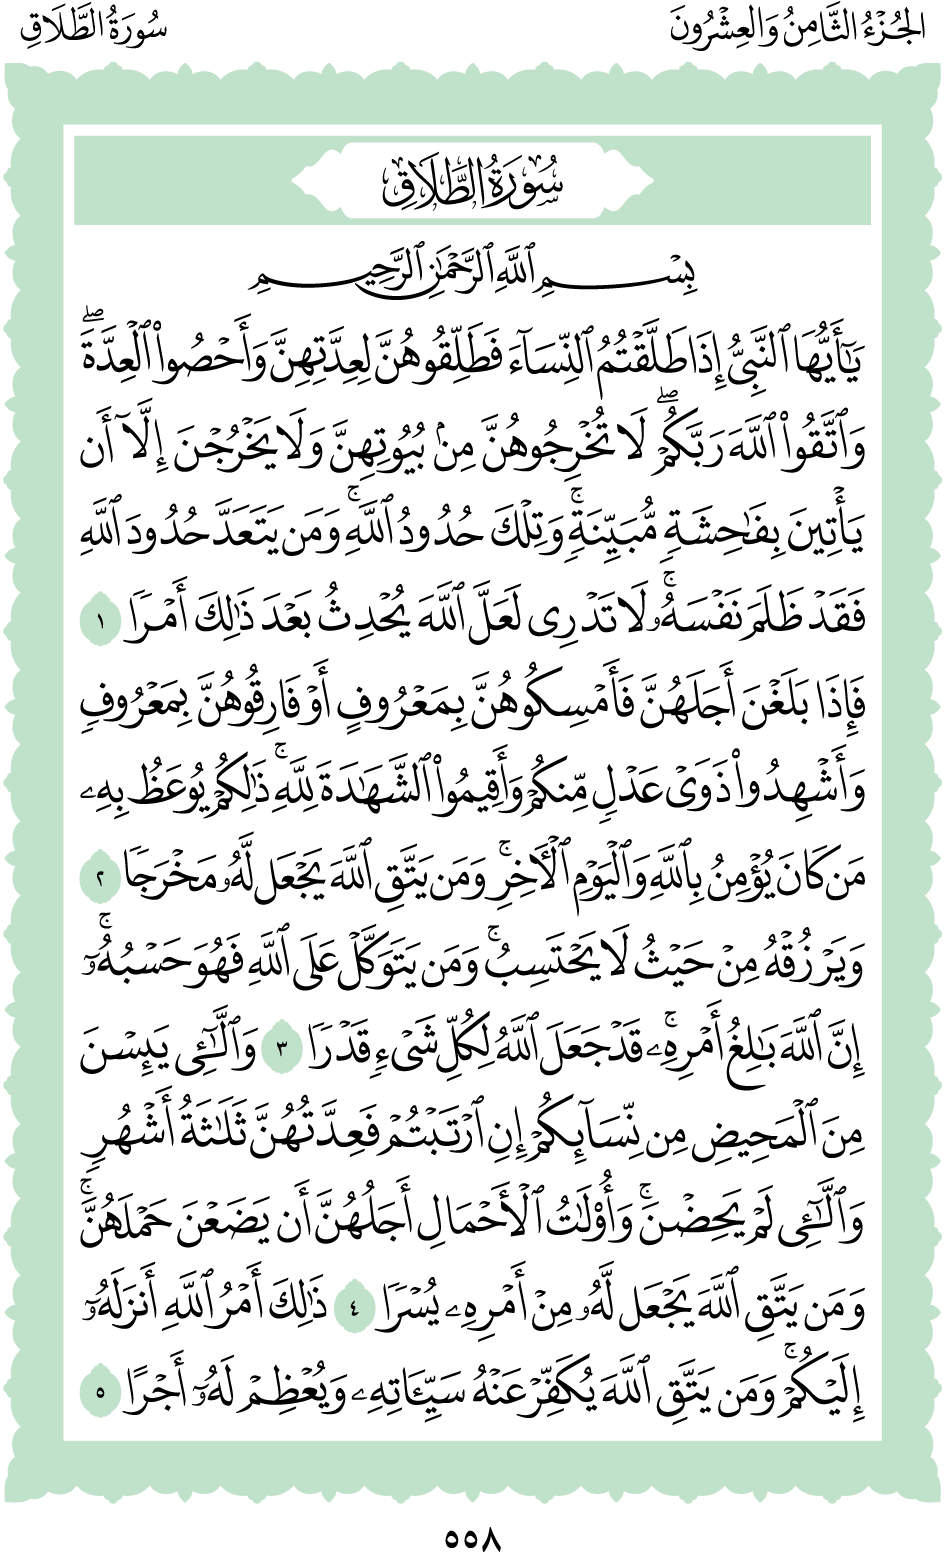 الجُزْءُ الثَّامِنُ وَالعِشْرُونَ
سُورَةُ الطَّلَاقِ
سُورَةُ الطَّلَاقِ
بِسْمِ ٱللَّهِ ٱلرَّحْمَٰنِ ٱلرَّحِيمِ
يَٰٓأَيُّهَا ٱلنَّبِيُّ إِذَا طَلَّقْتُمُ ٱلنِّسَآءَ فَطَلِّقُوهُنَّ لِعِدَّتِهِنَّ وَأَحْصُوا۟ ٱلْعِدَّةَۖ
وَٱتَّقُوا۟ ٱللَّهَ رَبَّكُمْۖ لَا تُخْرِجُوهُنَّ مِنۢ بُيُوتِهِنَّ وَلَا يَخْرُجْنَ إِلَّآ أَن
يَأْتِينَ بِفَٰحِشَةٖ مُّبَيِّنَةٖۚ وَتِلْكَ حُدُودُ ٱللَّهِۚ وَمَن يَتَعَدَّ حُدُودَ ٱللَّهِ
فَقَدْ ظَلَمَ نَفْسَهُۥۚ لَا تَدْرِى لَعَلَّ ٱللَّهَ يُحْدِثُ بَعْدَ ذَٰلِكَ أَمْرٗا ١
فَإِذَا بَلَغْنَ أَجَلَهُنَّ فَأَمْسِكُوهُنَّ بِمَعْرُوفٍ أَوْ فَارِقُوهُنَّ بِمَعْرُوفٖ
وَأَشْهِدُوا۟ ذَوَىْ عَدْلٖ مِّنكُمْ وَأَقِيمُوا۟ ٱلشَّهَٰدَةَ لِلَّهِۚ ذَٰلِكُمْ يُوعَظُ بِهِۦ
مَن كَانَ يُؤْمِنُ بِٱللَّهِ وَٱلْيَوْمِ ٱلْأٓخِرِۚ وَمَن يَتَّقِ ٱللَّهَ يَجْعَل لَّهُۥ مَخْرَجٗا ٢
وَيَرْزُقْهُ مِنْ حَيْثُ لَا يَحْتَسِبُۚ وَمَن يَتَوَكَّلْ عَلَى ٱللَّهِ فَهُوَ حَسْبُهُۥٓۚ
إِنَّ ٱللَّهَ بَٰلِغُ أَمْرِهِۦۚ قَدْ جَعَلَ ٱللَّهُ لِكُلِّ شَىْءٖ قَدْرٗا ٣ وَٱلَّٰٓـِٔى يَئِسْنَ
مِنَ ٱلْمَحِيضِ مِن نِّسَآئِكُمْ إِنِ ٱرْتَبْتُمْ فَعِدَّتُهُنَّ ثَلَٰثَةُ أَشْهُرٖ
وَٱلَّٰٓـِٔى لَمْ يَحِضْنَۚ وَأُو۟لَٰتُ ٱلْأَحْمَالِ أَجَلُهُنَّ أَن يَضَعْنَ حَمْلَهُنَّۚ
وَمَن يَتَّقِ ٱللَّهَ يَجْعَل لَّهُۥ مِنْ أَمْرِهِۦ يُسْرٗا ٤ ذَٰلِكَ أَمْرُ ٱللَّهِ أَنزَلَهُۥٓ
إِلَيْكُمْۚ وَمَن يَتَّقِ ٱللَّهَ يُكَفِّرْ عَنْهُ سَيِّـَٔاتِهِۦ وَيُعْظِمْ لَهُۥٓ أَجْرًا ٥
٥٥٨